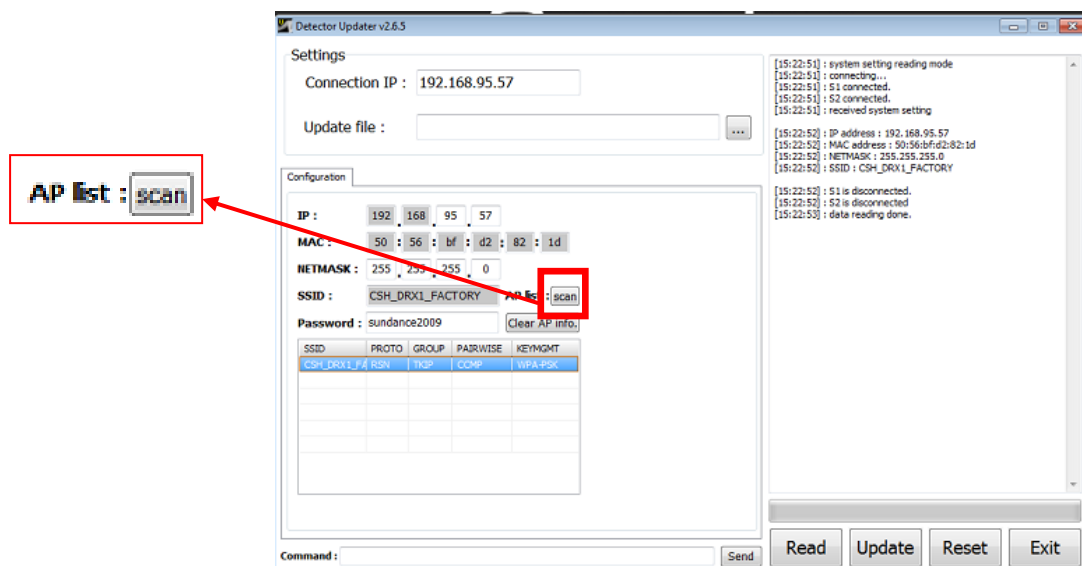 Detector Updater v2.6.5
Settings
Connection IP : 192.168.95.57
Update file : ...
Configuration
IP : 192 . 168 . 95 . 57
MAC : 50 : 56 : bf : d2 : 82 : 1d
NETMASK : 255 . 255 . 255 . 0
SSID : CSH_DRX1_FACTORY AP list : scan
Password : sundance2009 Clear AP info.
SSID PROTO GROUP PAIRWISE KEYMGMT
CSH_DRX1_FA RSN TKIP CCMP WPA-PSK
Command : Send
AP list : scan
[15:22:51] : system setting reading mode
[15:22:51] : connecting...
[15:22:51] : S1 connected.
[15:22:51] : S2 connected.
[15:22:51] : received system setting
[15:22:52] : IP address : 192.168.95.57
[15:22:52] : MAC address : 50:56:bf:d2:82:1d
[15:22:52] : NETMASK : 255.255.255.0
[15:22:52] : SSID : CSH_DRX1_FACTORY
[15:22:52] : S1 is disconnected.
[15:22:52] : S2 is disconnected
[15:22:53] : data reading done.
Read Update Reset Exit